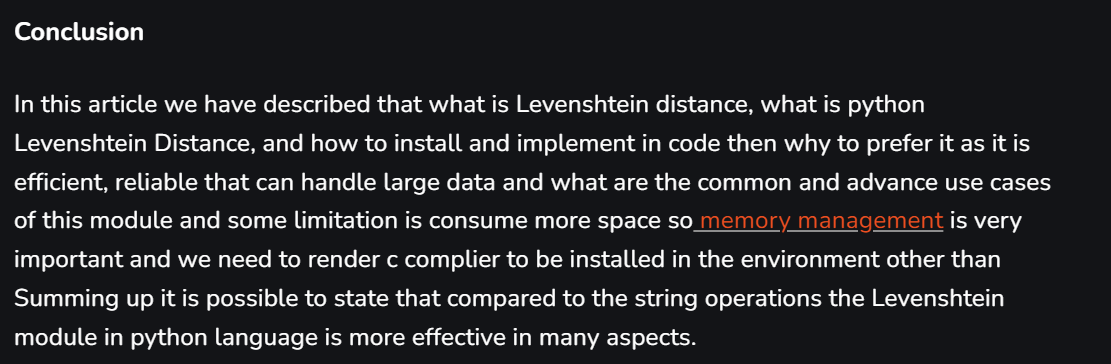 Conclusion
In this article we have described that what is Levenshtein distance, what is python
Levenshtein Distance, and how to install and implement in code then why to prefer it as it is
efficient, reliable that can handle large data and what are the common and advance use cases
of this module and some limitation is consume more space so memory management is very
important and we need to render c complier to be installed in the environment other than
Summing up it is possible to state that compared to the string operations the Levenshtein
module in python language is more effective in many aspects.